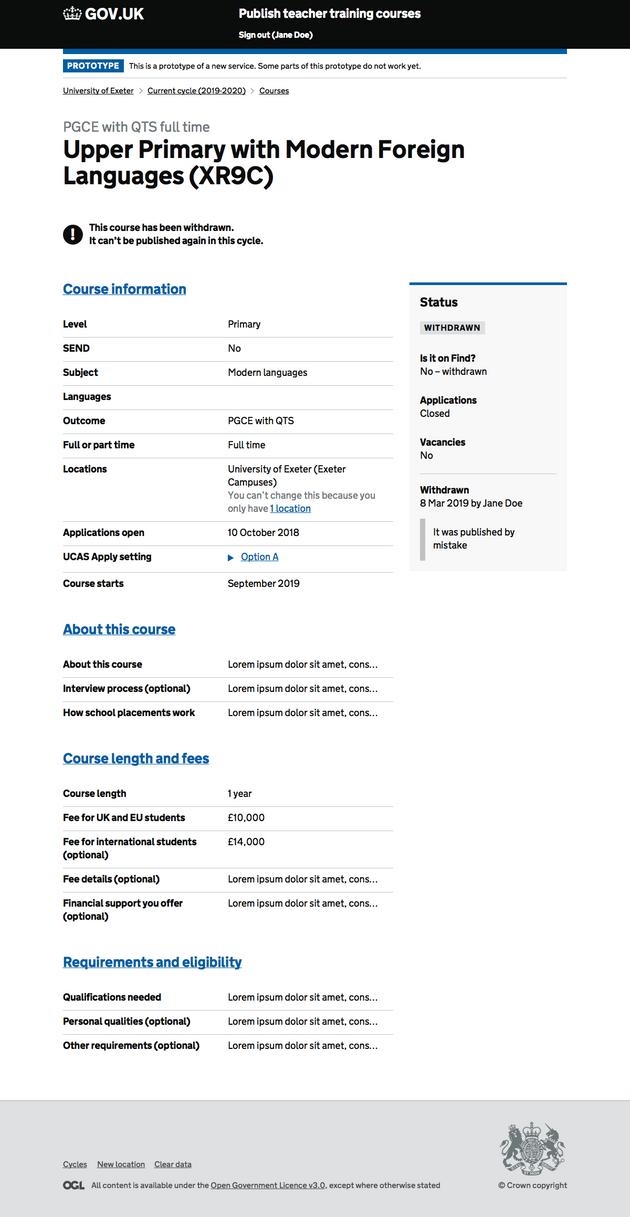 GOV.UK
Publish teacher training courses
Sign out (Jane Doe)
PROTOTYPE This is a prototype of a new service. Some parts of this prototype do not work yet.
University of Exeter > Current cycle (2019-2020) > Courses
PGCE with QTS full time
Upper Primary with Modern Foreign
Languages (XR9C)
! This course has been withdrawn.
It can't be published again in this cycle.
Course information
Level Primary
SEND No
Subject Modern languages
Languages
Outcome PGCE with QTS
Full or part time Full time
Locations University of Exeter (Exeter
Campuses)
You can't change this because you
only have 1 location
Applications open 10 October 2018
UCAS Apply setting Option A
Course starts September 2019
Status
WITHDRAWN
Is it on Find?
No – withdrawn
Applications
Closed
Vacancies
No
Withdrawn
8 Mar 2019 by Jane Doe
It was published by
mistake
About this course
About this course Lorem ipsum dolor sit amet, cons…
Interview process (optional) Lorem ipsum dolor sit amet, cons…
How school placements work Lorem ipsum dolor sit amet, cons…
Course length and fees
Course length 1 year
Fee for UK and EU students £10,000
Fee for international students £14,000
(optional)
Fee details (optional) Lorem ipsum dolor sit amet, cons…
Financial support you offer Lorem ipsum dolor sit amet, cons…
(optional)
Requirements and eligibility
Qualifications needed Lorem ipsum dolor sit amet, cons…
Personal qualities (optional) Lorem ipsum dolor sit amet, cons…
Other requirements (optional) Lorem ipsum dolor sit amet, cons…
Cycles New location Clear data
OGL All content is available under the Open Government Licence v3.0, except where otherwise stated
© Crown copyright